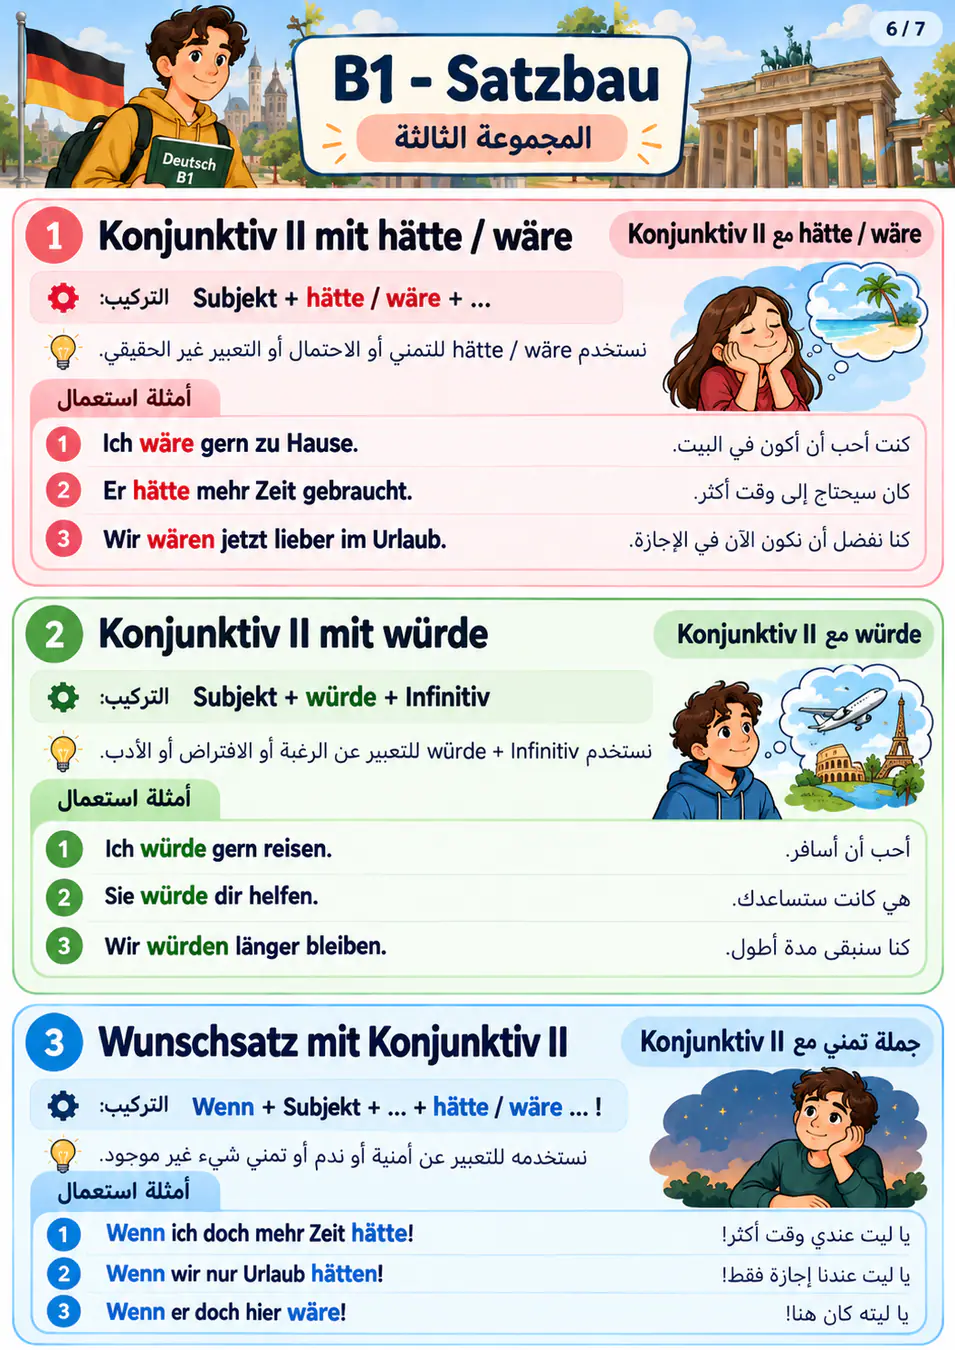 6 / 7
B1 - Satzbau
المجموعة الثالثة
Deutsch
B1
1 Konjunktiv II mit hätte / wäre
Konjunktiv II مع hätte / wäre
التركيب: Subjekt + hätte / wäre + ...
نستخدم hätte / wäre للتمني أو الاحتمال أو التعبير غير الحقيقي.
أمثلة استعمال
1 Ich wäre gern zu Hause. كنت أحب أن أكون في البيت.
2 Er hätte mehr Zeit gebraucht. كان سيحتاج إلى وقت أكثر.
3 Wir wären jetzt lieber im Urlaub. كنا نفضل أن نكون الآن في الإجازة.
2 Konjunktiv II mit würde
Konjunktiv II مع würde
التركيب: Subjekt + würde + Infinitiv
نستخدم würde + Infinitiv للتعبير عن الرغبة أو الافتراض أو الأدب.
أمثلة استعمال
1 Ich würde gern reisen. أحب أن أسافر.
2 Sie würde dir helfen. هي كانت ستساعدك.
3 Wir würden länger bleiben. كنا سنبقى مدة أطول.
3 Wunschsatz mit Konjunktiv II
جملة تمني مع Konjunktiv II
التركيب: Wenn + Subjekt + ... + hätte / wäre ... !
نستخدمه للتعبير عن أمنية أو ندم أو تمني شيء غير موجود.
أمثلة استعمال
1 Wenn ich doch mehr Zeit hätte! يا ليت عندي وقت أكثر!
2 Wenn wir nur Urlaub hätten! يا ليت عندنا إجازة فقط!
3 Wenn er doch hier wäre! يا ليته كان هنا!